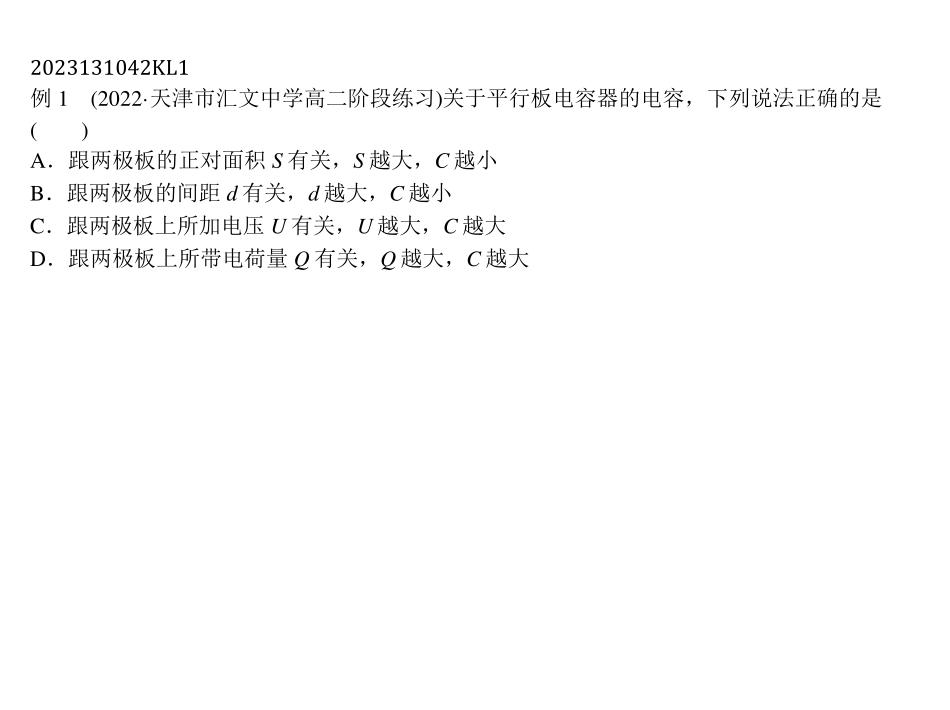 2023131042KL1
例 1　(2022·天津市汇文中学高二阶段练习)关于平行板电容器的电容，下列说法正确的是
(　　)
A．跟两极板的正对面积 S 有关，S 越大，C 越小
B．跟两极板的间距 d 有关，d 越大，C 越小
C．跟两极板上所加电压 U 有关，U 越大，C 越大
D．跟两极板上所带电荷量 Q 有关，Q 越大，C 越大